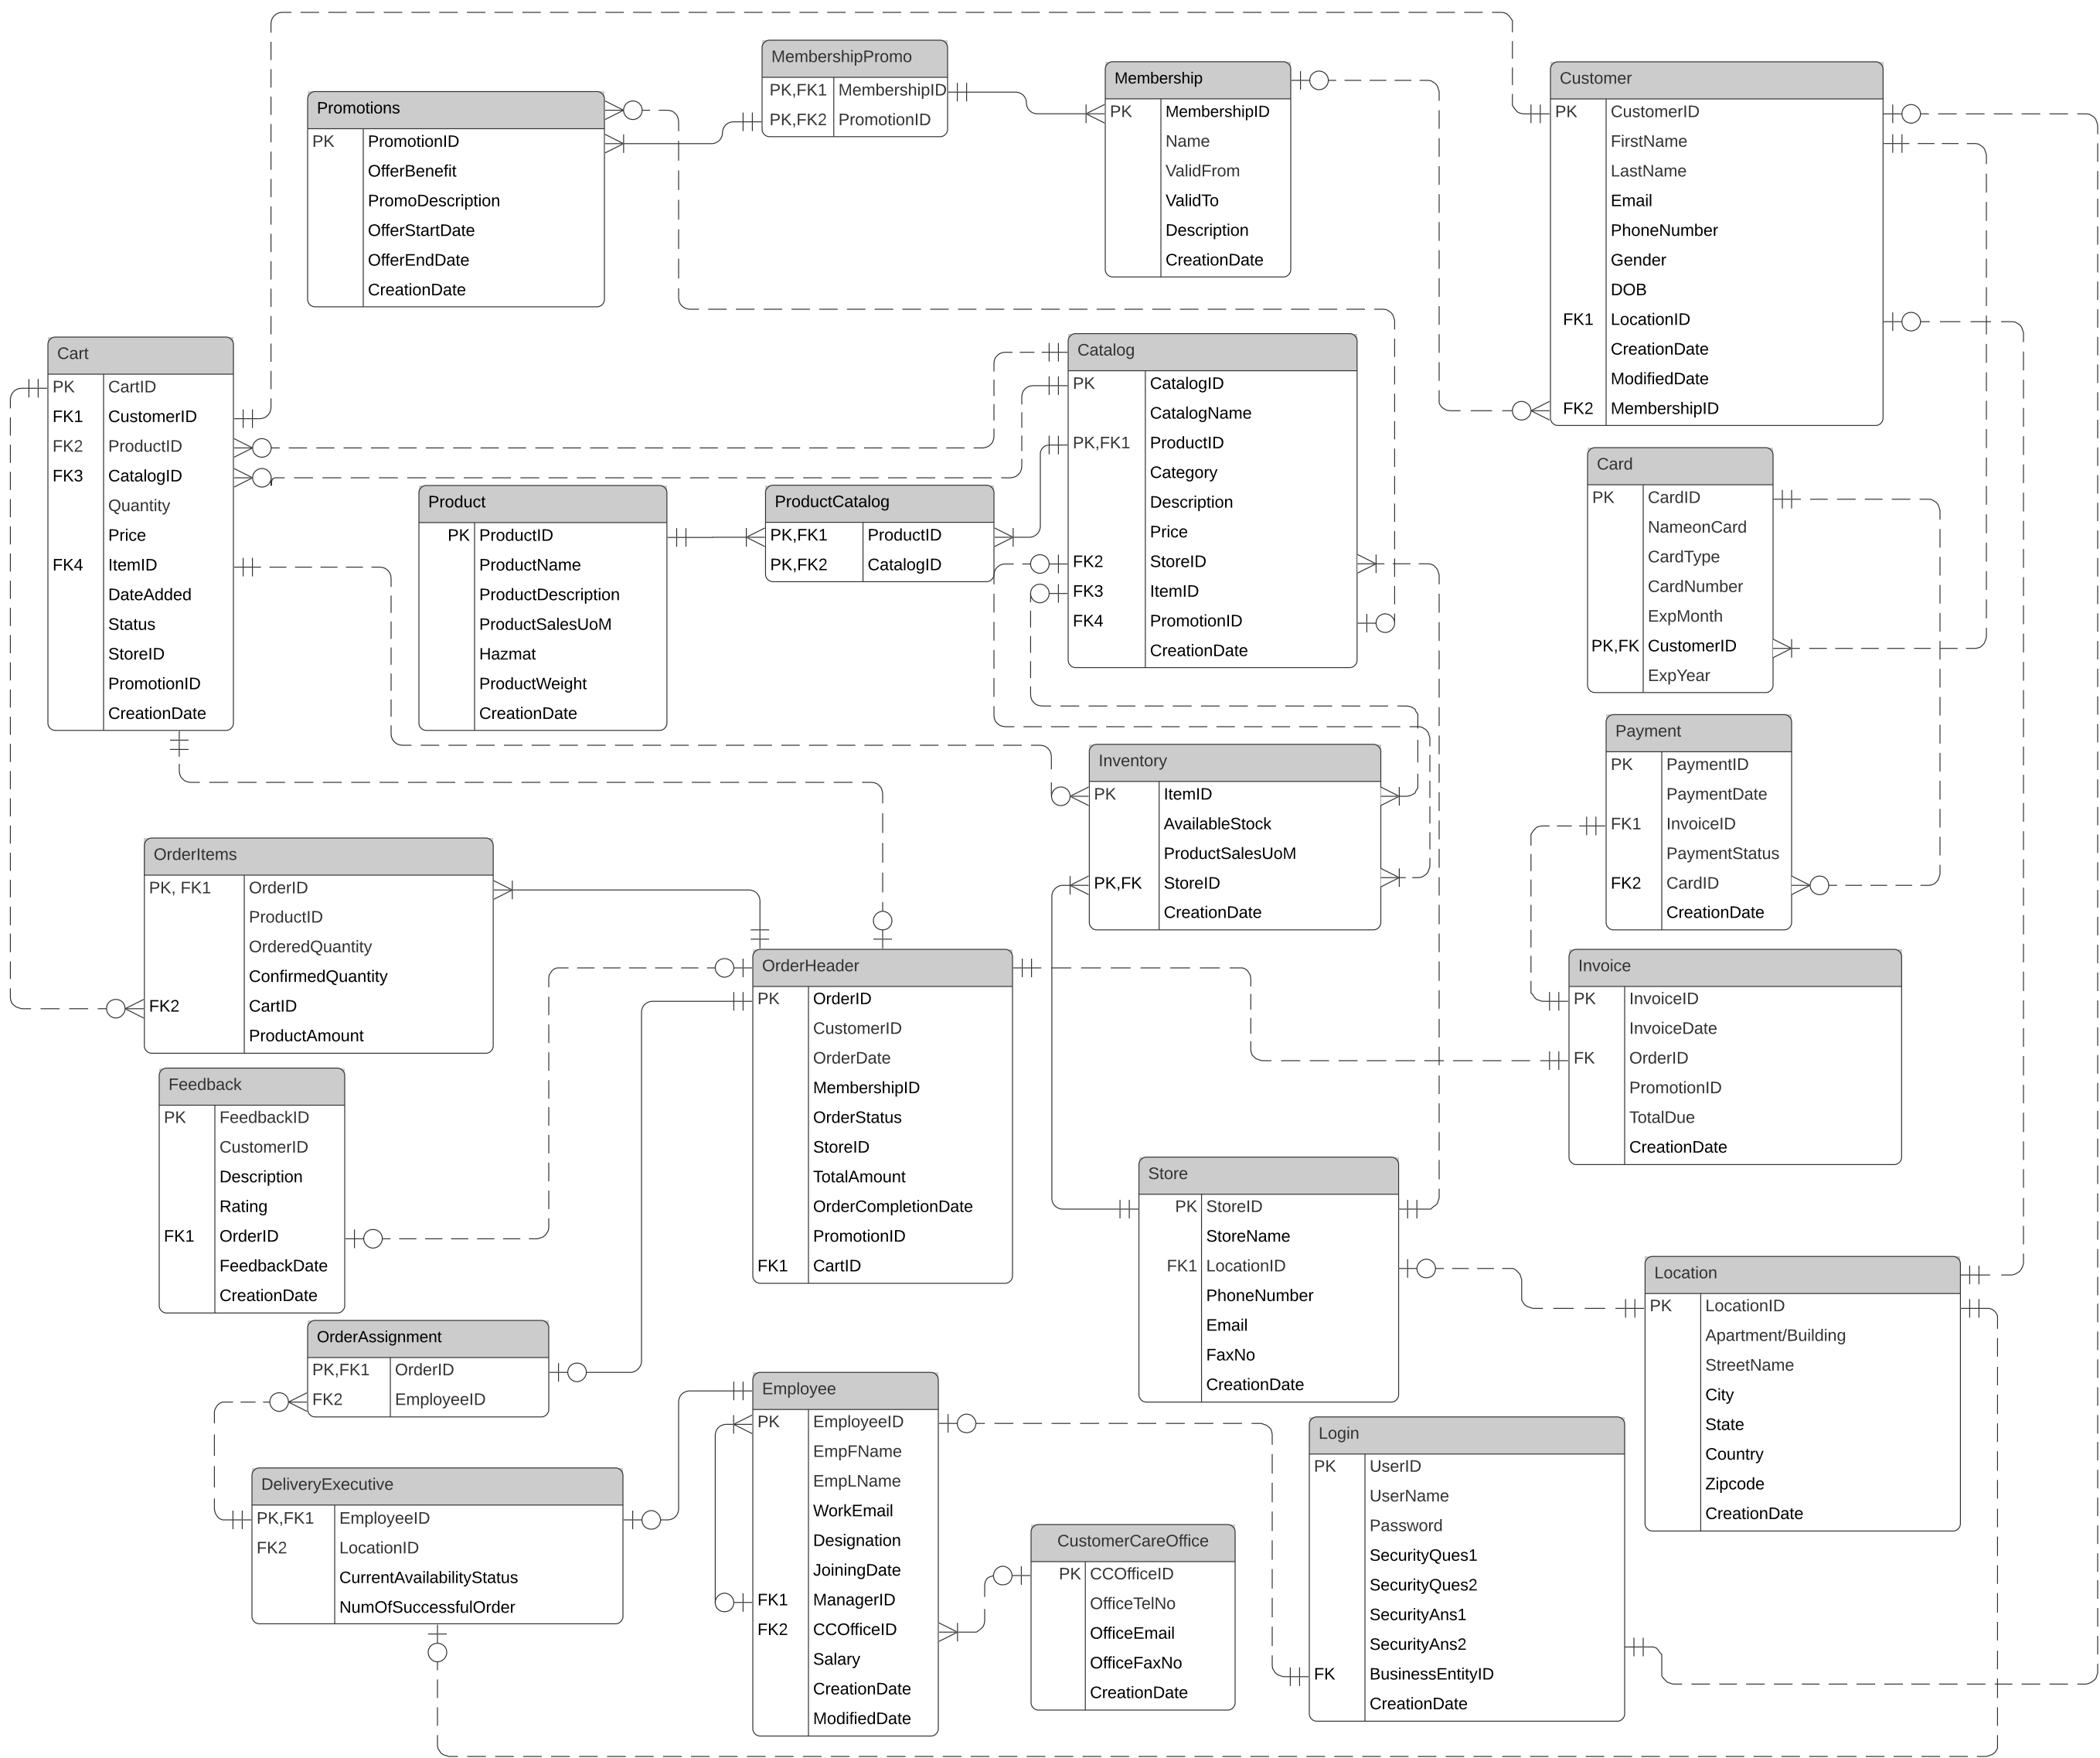 MembershipPromo
PK,FK1 MembershipID
PK,FK2 PromotionID
Promotions
PK PromotionID
OfferBenefit
PromoDescription
OfferStartDate
OfferEndDate
CreationDate
Membership
PK MembershipID
Name
ValidFrom
ValidTo
Description
CreationDate
Customer
PK CustomerID
FirstName
LastName
Email
PhoneNumber
Gender
DOB
FK1 LocationID
CreationDate
ModifiedDate
FK2 MembershipID
Cart
PK CartID
FK1 CustomerID
FK2 ProductID
FK3 CatalogID
Quantity
Price
FK4 ItemID
DateAdded
Status
StoreID
PromotionID
CreationDate
Product
PK ProductID
ProductName
ProductDescription
ProductSalesUoM
Hazmat
ProductWeight
CreationDate
ProductCatalog
PK,FK1 ProductID
PK,FK2 CatalogID
Catalog
PK CatalogID
CatalogName
PK,FK1 ProductID
Category
Description
Price
FK2 StoreID
FK3 ItemID
FK4 PromotionID
CreationDate
Card
PK CardID
NameonCard
CardType
CardNumber
ExpMonth
PK,FK CustomerID
ExpYear
Payment
PK PaymentID
PaymentDate
FK1 InvoiceID
PaymentStatus
FK2 CardID
CreationDate
Inventory
PK ItemID
AvailableStock
ProductSalesUoM
PK,FK StoreID
CreationDate
OrderItems
PK, FK1 OrderID
ProductID
OrderedQuantity
ConfirmedQuantity
FK2 CartID
ProductAmount
OrderHeader
PK OrderID
CustomerID
OrderDate
MembershipID
OrderStatus
StoreID
TotalAmount
OrderCompletionDate
PromotionID
FK1 CartID
Invoice
PK InvoiceID
InvoiceDate
FK OrderID
PromotionID
TotalDue
CreationDate
Feedback
PK FeedbackID
CustomerID
Description
Rating
FK1 OrderID
FeedbackDate
CreationDate
Store
PK StoreID
StoreName
FK1 LocationID
PhoneNumber
Email
FaxNo
CreationDate
Location
PK LocationID
Apartment/Building
StreetName
City
State
Country
Zipcode
CreationDate
OrderAssignment
PK,FK1 OrderID
FK2 EmployeeID
Employee
PK EmployeeID
EmpFName
EmpLName
WorkEmail
Designation
JoiningDate
FK1 ManagerID
FK2 CCOfficeID
Salary
CreationDate
ModifiedDate
DeliveryExecutive
PK,FK1 EmployeeID
FK2 LocationID
CurrentAvailabilityStatus
NumOfSuccessfulOrder
CustomerCareOffice
PK CCOfficeID
OfficeTelNo
OfficeEmail
OfficeFaxNo
CreationDate
Login
PK UserID
UserName
Password
SecurityQues1
SecurityQues2
SecurityAns1
SecurityAns2
FK BusinessEntityID
CreationDate